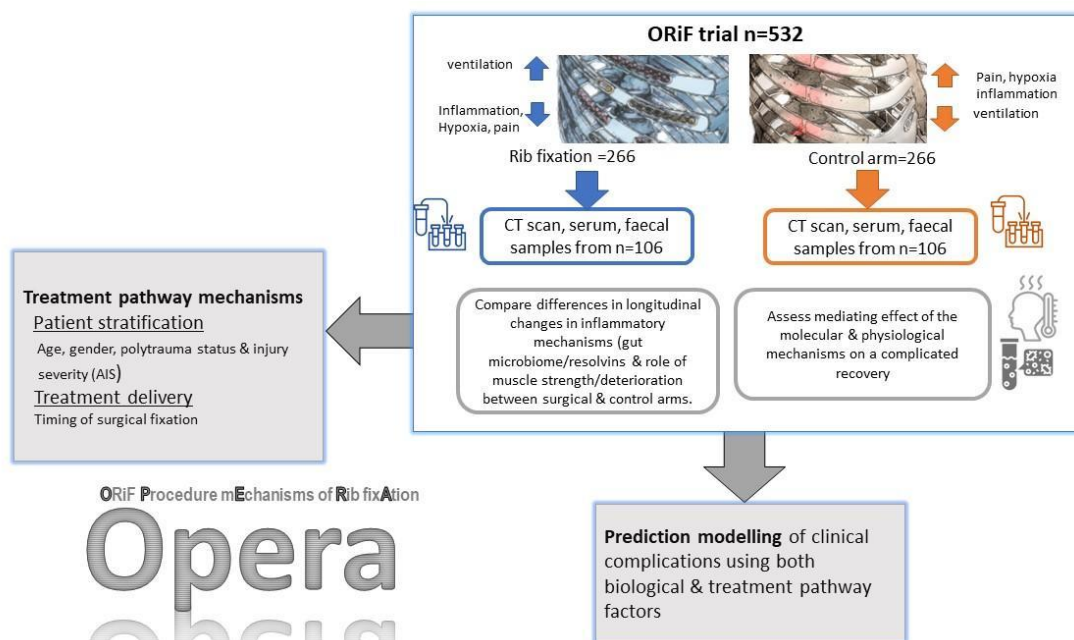 ORiF trial n=532
ventilation
Inflammation,
Hypoxia, pain
Pain, hypoxia
inflammation
ventilation
Rib fixation =266
Control arm=266
CT scan, serum, faecal
samples from n=106
CT scan, serum, faecal
samples from n=106
Compare differences in longitudinal
changes in inflammatory
mechanisms (gut
microbiome/resolvins & role of
muscle strength/deterioration
between surgical & control arms.
Assess mediating effect of the
molecular & physiological
mechanisms on a complicated
recovery
Treatment pathway mechanisms
Patient stratification
Age, gender, polytrauma status & injury
severity (AIS)
Treatment delivery
Timing of surgical fixation
ORiF Procedure mEchanisms of Rib fixAtion
Opera
Prediction modelling of clinical
complications using both
biological & treatment pathway
factors